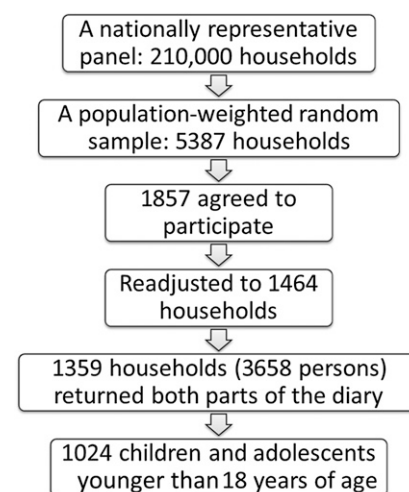 A nationally representative
panel: 210,000 households
A population-weighted random
sample: 5387 households
1857 agreed to
participate
Readjusted to 1464
households
1359 households (3658 persons)
returned both parts of the diary
1024 children and adolescents
younger than 18 years of age